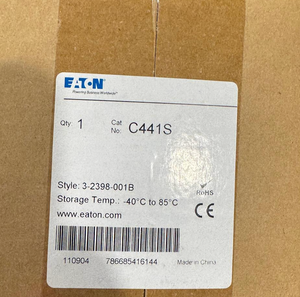 EATON
Powering Business Worldwide
Qty. 1
Cat No: C441S
Style: 3-2398-001B
Storage Temp.: -40°C to 85°C
RoHS
www.eaton.com
CE
110904 786685416144 Made in China